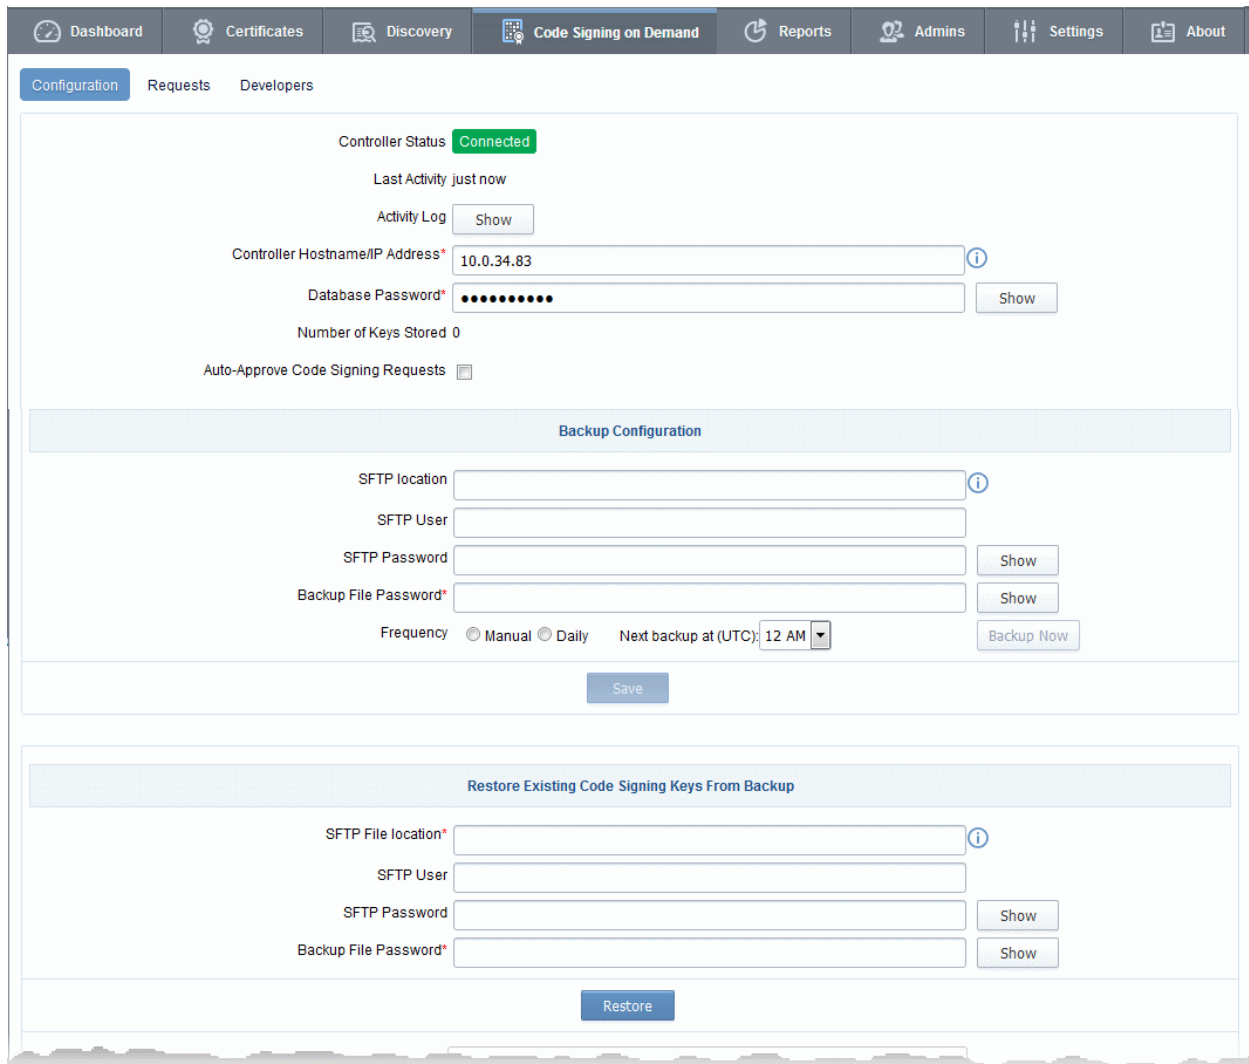 Dashboard Certificates Discovery Code Signing on Demand Reports Admins Settings About
Configuration Requests Developers
Controller Status Connected
Last Activity just now
Activity Log Show
Controller Hostname/IP Address* 10.0.34.83
Database Password* ●●●●●●●●●● Show
Number of Keys Stored 0
Auto-Approve Code Signing Requests
Backup Configuration
SFTP location
SFTP User
SFTP Password Show
Backup File Password* Show
Frequency Manual Daily Next backup at (UTC): 12 AM Backup Now
Save
Restore Existing Code Signing Keys From Backup
SFTP File location*
SFTP User
SFTP Password Show
Backup File Password* Show
Restore